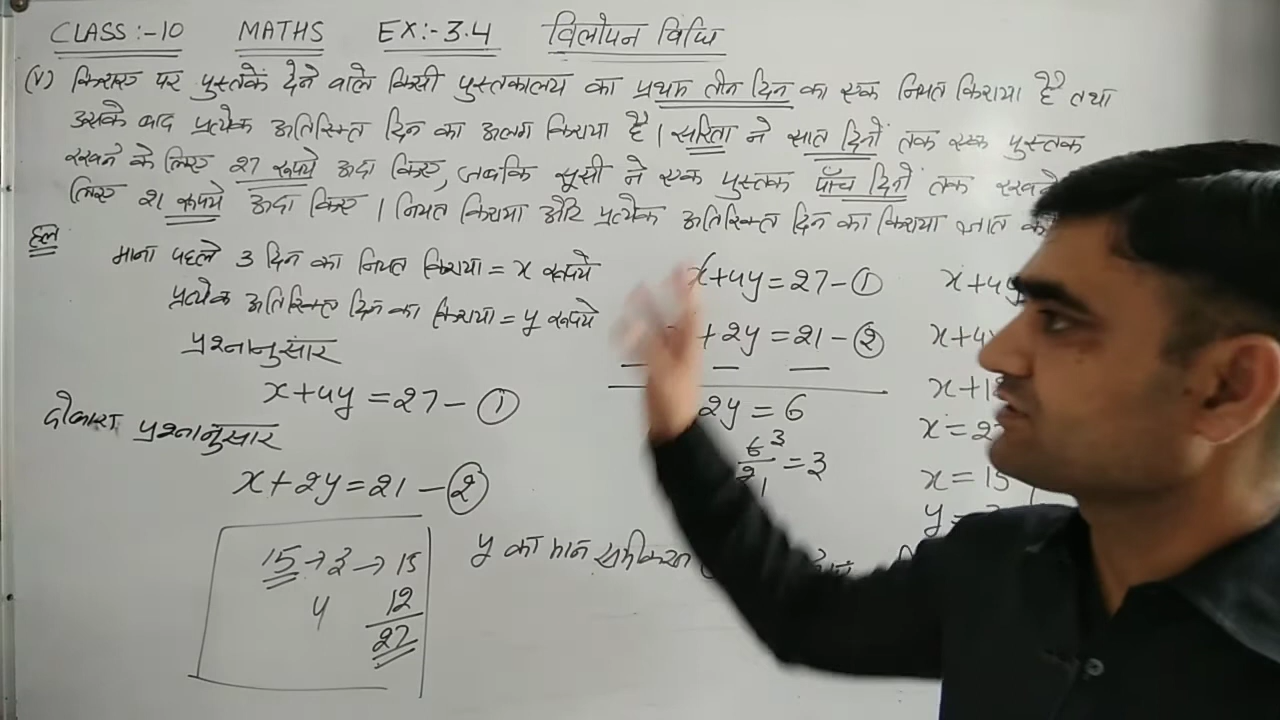 CLASS:-10 MATHS EX:-3.4 विलोपन विधि
(v) किराए पर पुस्तकें देने वाले किसी पुस्तकालय का प्रथम तीन दिन का एक नियत किराया है तथा
उसके बाद प्रत्येक अतिरिक्त दिन का अलग किराया है । सरिता ने सात दिनों तक एक पुस्तक
रखने के लिए 27 रूपये अदा किए, जबकि सूसी ने एक पुस्तक पाँच दिनों तक रखने
लिए 21 रूपये अदा किए । नियत किराया और प्रत्येक अतिरिक्त दिन का किराया ज्ञात
हल
माना पहले 3 दिन का नियत किराया = x रूपये
प्रत्येक अतिरिक्त दिन का किराया = y रूपये
प्रश्नानुसार
x+4y=27-①
दोबारा प्रश्नानुसार
x+2y=21-②
15→3→15
4 12
27
x+4y=27-①
+2y=21-②
— — —
2y=6
6 3
— =3
2 1
y का मान समीकरण
x+4y
x+4
x+1
x=2
x=15
y=